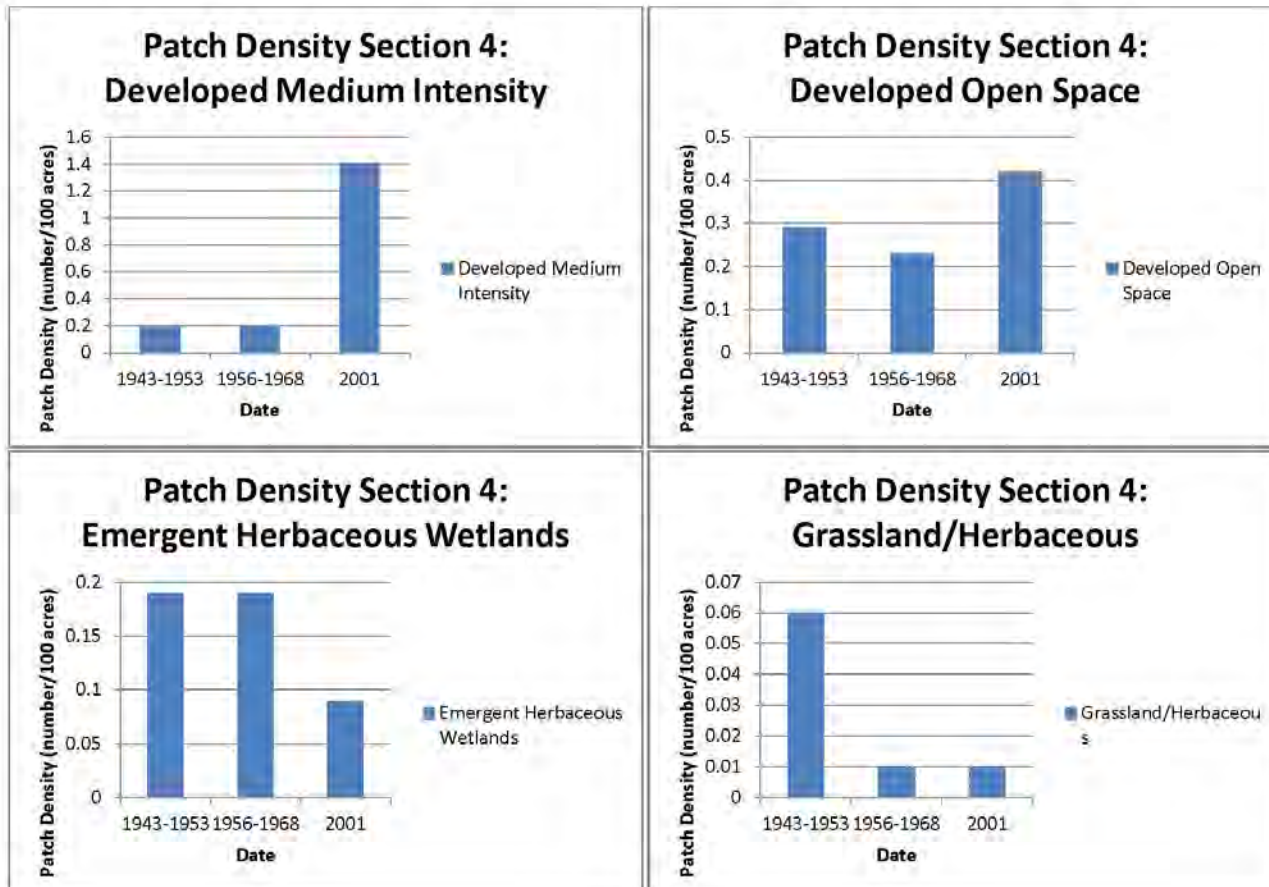 Patch Density Section 4:
Developed Medium Intensity
Patch Density (number/100 acres)
1.6
1.4
1.2
1
0.8
0.6
0.4
0.2
0
1943-1953 1956-1968 2001
Date
Developed Medium
Intensity
Patch Density Section 4:
Developed Open Space
Patch Density (number/100 acres)
0.5
0.4
0.3
0.2
0.1
0
1943-1953 1956-1968 2001
Date
Developed Open
Space
Patch Density Section 4:
Emergent Herbaceous Wetlands
Patch Density (number/100 acres)
0.2
0.15
0.1
0.05
0
1943-1953 1956-1968 2001
Date
Emergent Herbaceous
Wetlands
Patch Density Section 4:
Grassland/Herbaceous
Patch Density (number/100 acres)
0.07
0.06
0.05
0.04
0.03
0.02
0.01
0
1943-1953 1956-1968 2001
Date
Grassland/Herbaceou
s